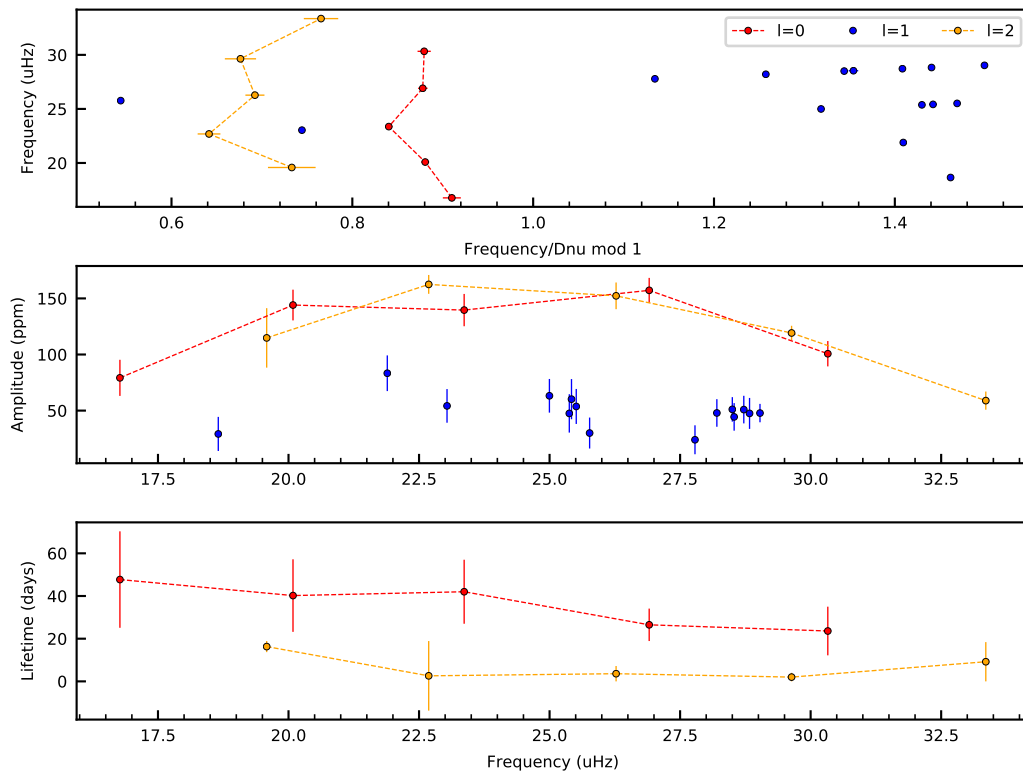 l=0 l=1 l=2
30
25
20
Frequency (uHz)
0.6 0.8 1.0 1.2 1.4
Frequency/Dnu mod 1
150
100
50
Amplitude (ppm)
17.5 20.0 22.5 25.0 27.5 30.0 32.5
60
40
20
0
Lifetime (days)
17.5 20.0 22.5 25.0 27.5 30.0 32.5
Frequency (uHz)